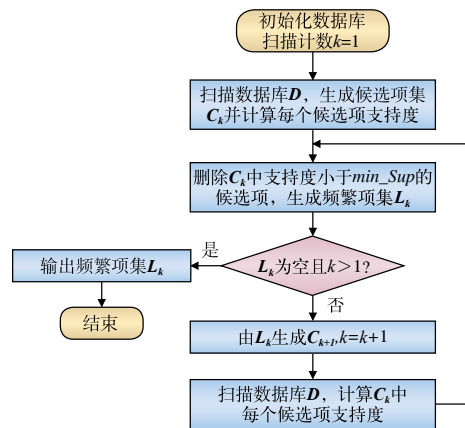 初始化数据库
扫描计数k=1
扫描数据库D，生成候选项集
Ck并计算每个候选项支持度
删除Ck中支持度小于min_Sup的
候选项，生成频繁项集Lk
Lk为空且k＞1?
是
输出频繁项集Lk
结束
否
由Lk生成Ck+1,k=k+1
扫描数据库D，计算Ck中
每个候选项支持度